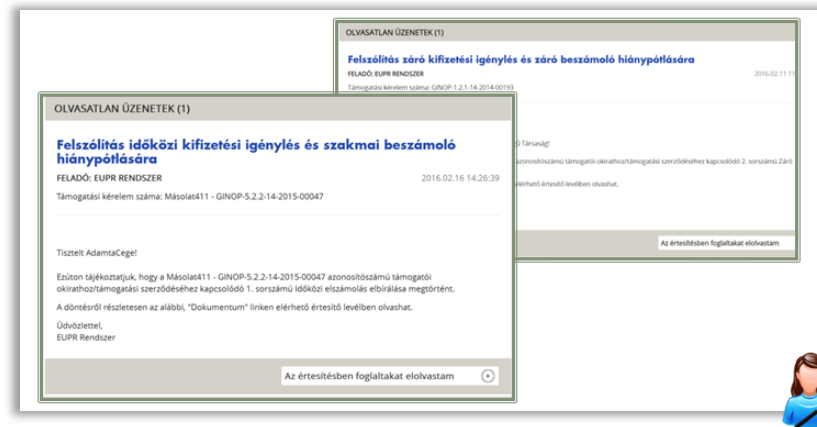 OLVASATLAN ÜZENETEK (1)
Felszólítás záró kifizetési igénylés és záró beszámoló hiánypótlására
FELADÓ: EUPR RENDSZER 2016.02.11 11
Támogatási kérelem száma: GINOP-1.2.1-14-2014-00193
ű Társaság!
azonosítószámú támogatói okirathoz/támogatási szerződéséhez kapcsolódó 2. sorszámú Záró
elérhető értesítő levélben olvashat.
Az értesítésben foglaltakat elolvastam
OLVASATLAN ÜZENETEK (1)
Felszólítás időközi kifizetési igénylés és szakmai beszámoló
hiánypótlására
FELADÓ: EUPR RENDSZER 2016.02.16 14:26:39
Támogatási kérelem száma: Másolat411 - GINOP-5.2.2-14-2015-00047
Tisztelt AdamtaCege!
Ezúton tájékoztatjuk, hogy a Másolat411 - GINOP-5.2.2-14-2015-00047 azonosítószámú támogatói
okirathoz/támogatási szerződéséhez kapcsolódó 1. sorszámú Időközi elszámolás elbírálása megtörtént.
A döntésről részletesen az alábbi, "Dokumentum" linken elérhető értesítő levélben olvashat.
Üdvözlettel,
EUPR Rendszer
Az értesítésben foglaltakat elolvastam